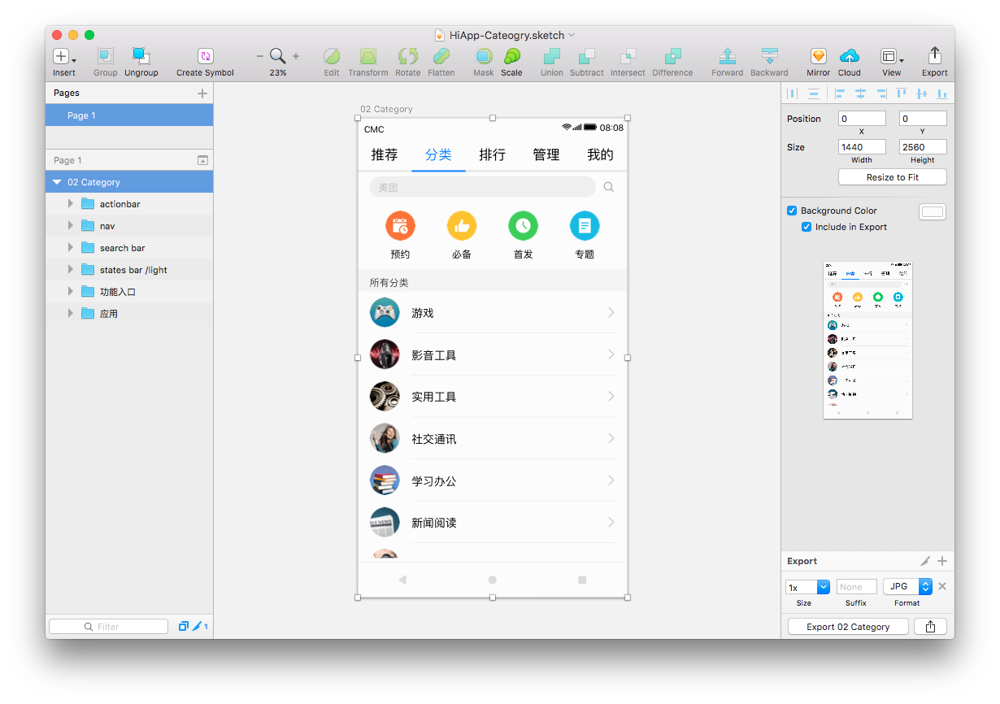 HiApp-Cateogry.sketch
Insert Group Ungroup Create Symbol 23% Edit Transform Rotate Flatten Mask Scale Union Subtract Intersect Difference Forward Backward Mirror Cloud View Export
Pages
Page 1
Page 1
02 Category
actionbar
nav
search bar
states bar /light
功能入口
应用
Filter
1
02 Category
CMC 08:08
推荐 分类 排行 管理 我的
美团
预约 必备 首发 专题
所有分类
游戏
影音工具
实用工具
社交通讯
学习办公
新闻阅读
Position 0 0
X Y
Size 1440 2560
Width Height
Resize to Fit
Background Color
Include in Export
Export
1x None JPG
Size Suffix Format
Export 02 Category